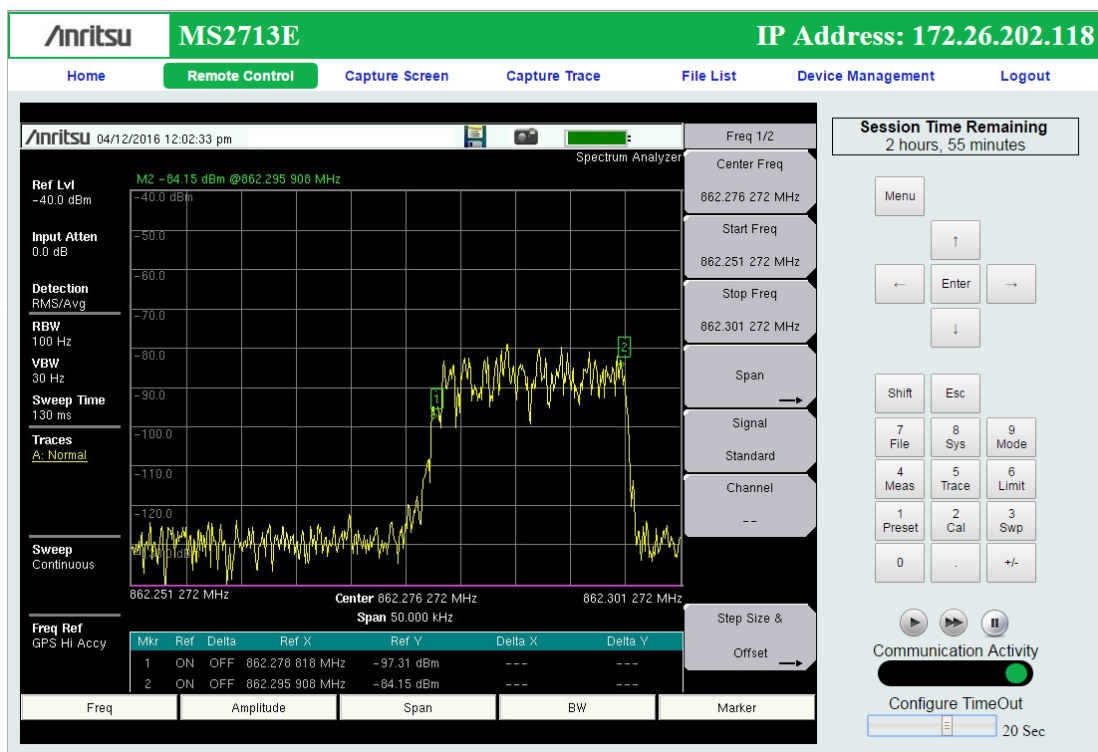 Anritsu MS2713E IP Address: 172.26.202.118
Home Remote Control Capture Screen Capture Trace File List Device Management Logout
Anritsu 04/12/2016 12:02:33 pm
Spectrum Analyzer
Ref Lvl
-40.0 dBm
Input Atten
0.0 dB
Detection
RMS/Avg
RBW
100 Hz
VBW
30 Hz
Sweep Time
130 ms
Traces
A: Normal
Sweep
Continuous
Freq Ref
GPS Hi Accy
M2 -84.15 dBm @862.295 908 MHz
-40.0 dBm
-50.0
-60.0
-70.0
-80.0
-90.0
-100.0
-110.0
-120.0
1
2
862.251 272 MHz Center 862.276 272 MHz 862.301 272 MHz
Span 50.000 kHz
Mkr Ref Delta Ref X Ref Y Delta X Delta Y
1 ON OFF 862.278 818 MHz -97.31 dBm --- ---
2 ON OFF 862.295 908 MHz -84.15 dBm --- ---
Freq Amplitude Span BW Marker
Freq 1/2
Center Freq
862.276 272 MHz
Start Freq
862.251 272 MHz
Stop Freq
862.301 272 MHz
Span
Signal
Standard
Channel
--
Step Size &
Offset
Session Time Remaining
2 hours, 55 minutes
Menu
↑
← Enter →
↓
Shift Esc
7 8 9
File Sys Mode
4 5 6
Meas Trace Limit
1 2 3
Preset Cal Swp
0 . +/-
Communication Activity
Configure TimeOut
20 Sec